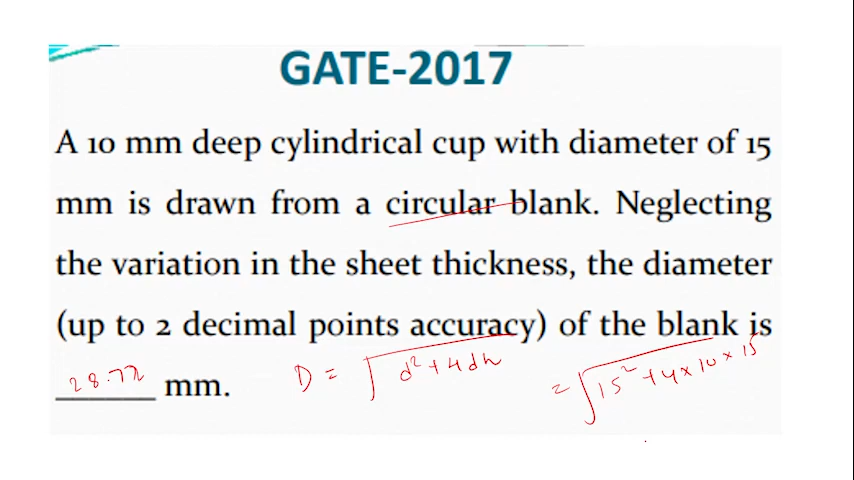 GATE-2017
A 10 mm deep cylindrical cup with diameter of 15
mm is drawn from a circular blank. Neglecting
the variation in the sheet thickness, the diameter
(up to 2 decimal points accuracy) of the blank is
28.72 mm. D = √d²+4dh = √15²+4×10×15